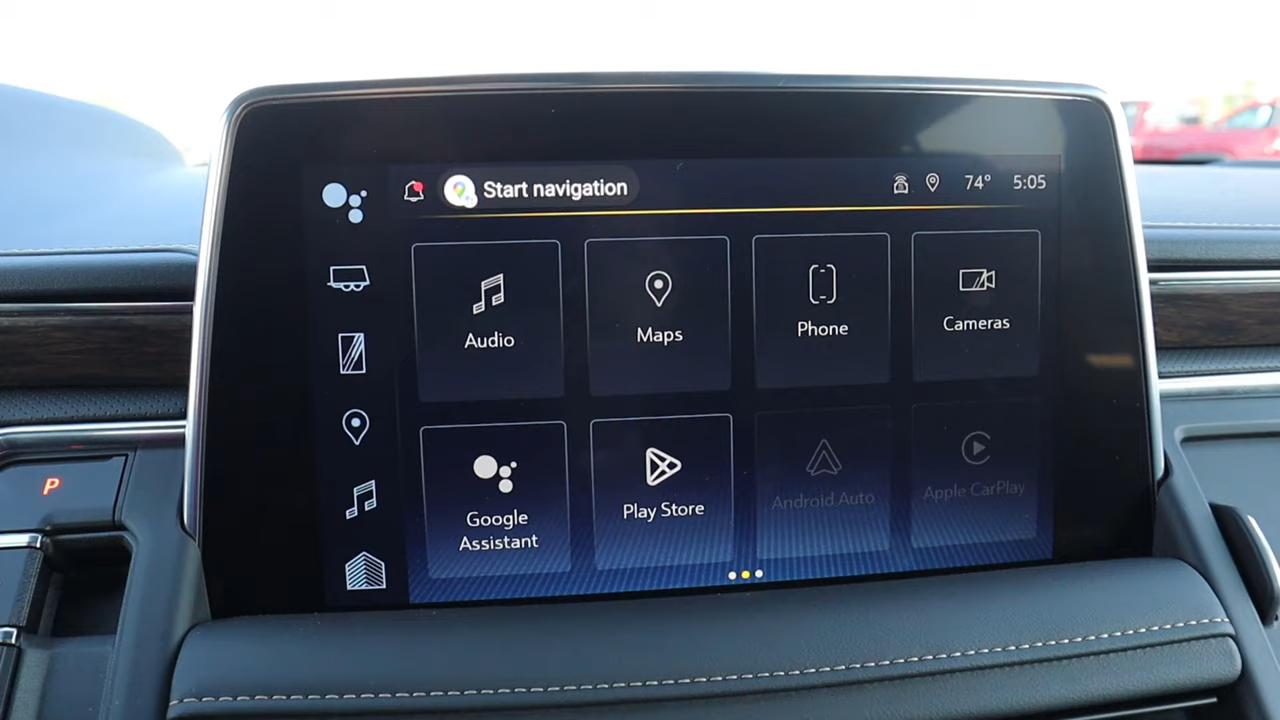 Start navigation
74° 5:05
Audio
Maps
Phone
Cameras
Google
Assistant
Play Store
Android Auto
Apple CarPlay
P